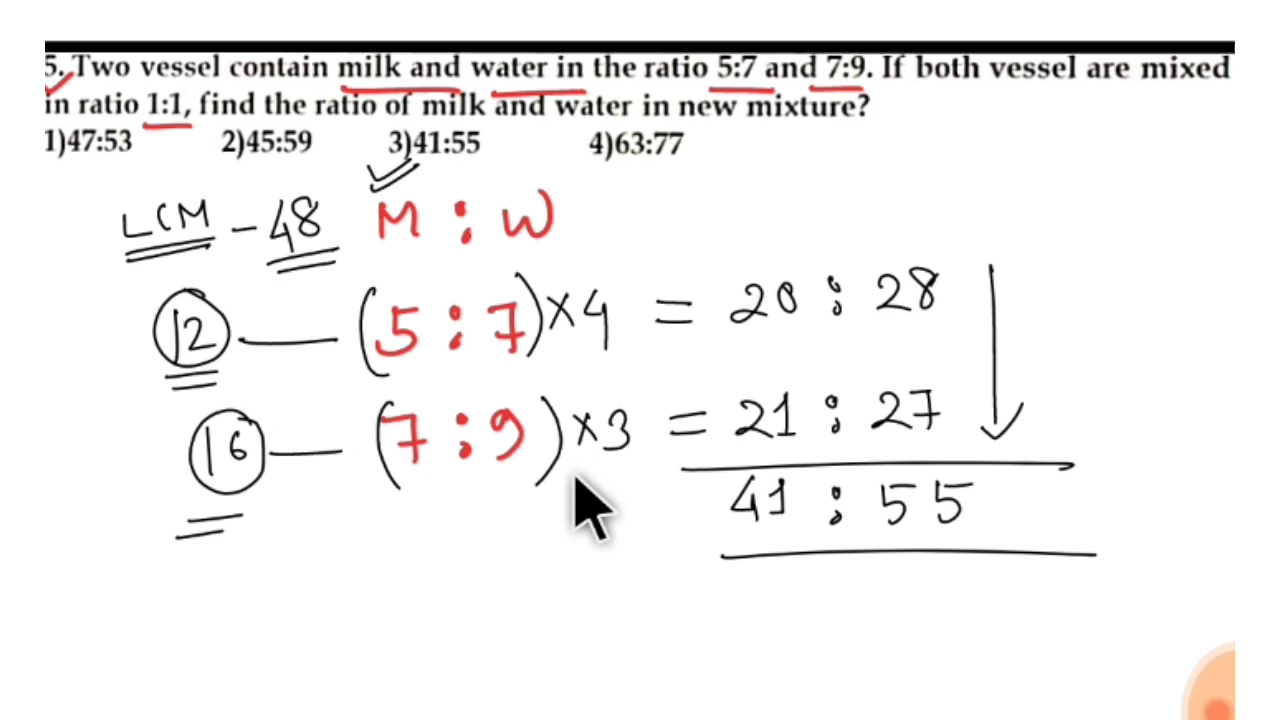 5. Two vessel contain milk and water in the ratio 5:7 and 7:9. If both vessel are mixed
in ratio 1:1, find the ratio of milk and water in new mixture?
1)47:53 2)45:59 3)41:55 4)63:77
LCM - 48 M : W
12 — (5 : 7) × 4 = 20 : 28
16 — (7 : 9) × 3 = 21 : 27
41 : 55